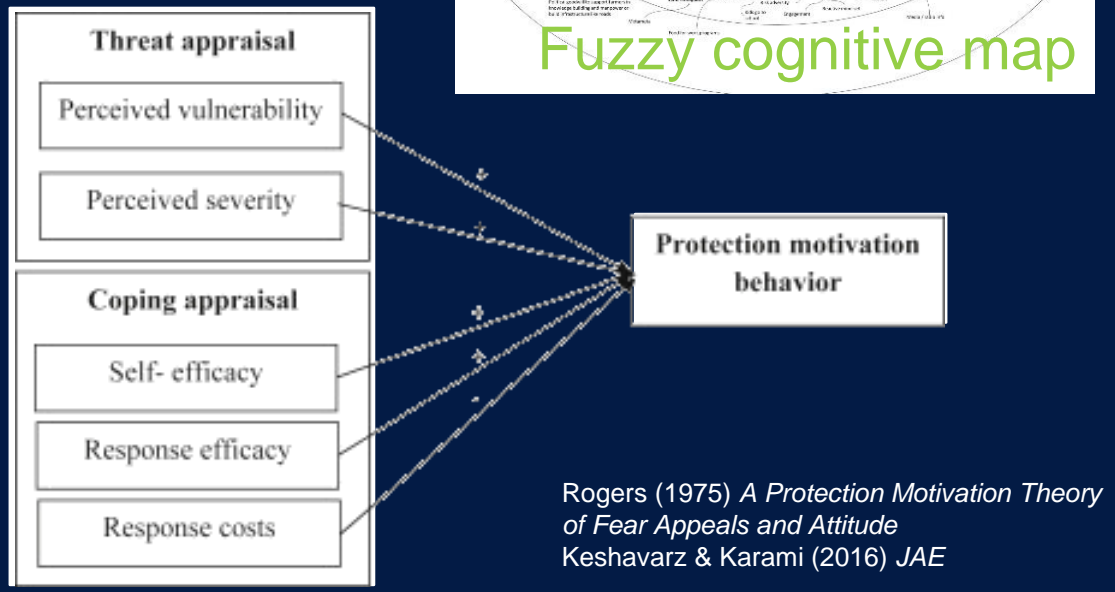 Threat appraisal
Perceived vulnerability
Perceived severity
Coping appraisal
Self- efficacy
Response efficacy
Response costs
+
+
+
+
-
Protection motivation
behavior
Fuzzy cognitive map
Rogers (1975) A Protection Motivation Theory
of Fear Appeals and Attitude
Keshavarz & Karami (2016) JAE